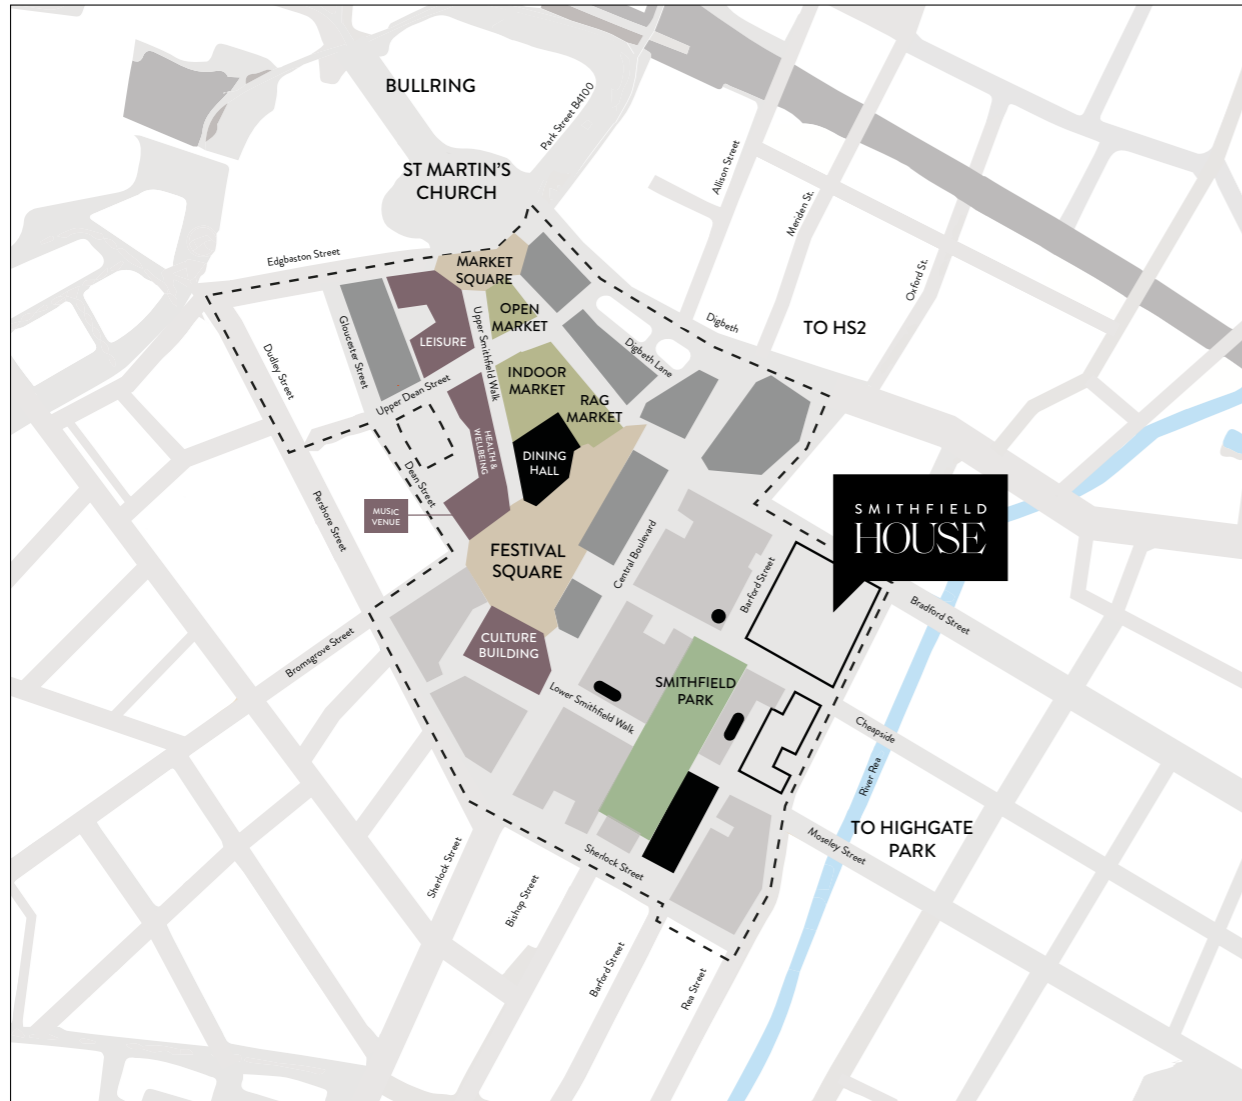 BULLRING
Park Street B4100
ST MARTIN'S
CHURCH
Allison Street
Meriden St.
Edgbaston Street
MARKET
SQUARE
Oxford St.
OPEN
MARKET
Gloucester Street
LEISURE
Upper Smithfield Walk
Digbeth
TO HS2
Dudley Street
Digbeth Lane
INDOOR
MARKET
Upper Dean Street
RAG
MARKET
HEALTH &
WELLBEING
DINING
HALL
Dean Street
Pershore Street
MUSIC
VENUE
SMITHFIELD
HOUSE
FESTIVAL
SQUARE
Central Boulevard
Barford Street
Bradford Street
Bromsgrove Street
CULTURE
BUILDING
SMITHFIELD
PARK
Lower Smithfield Walk
Cheapside
River Rea
TO HIGHGATE
PARK
Moseley Street
Sherlock Street
Sherlock Street
Bishop Street
Barford Street
Rea Street